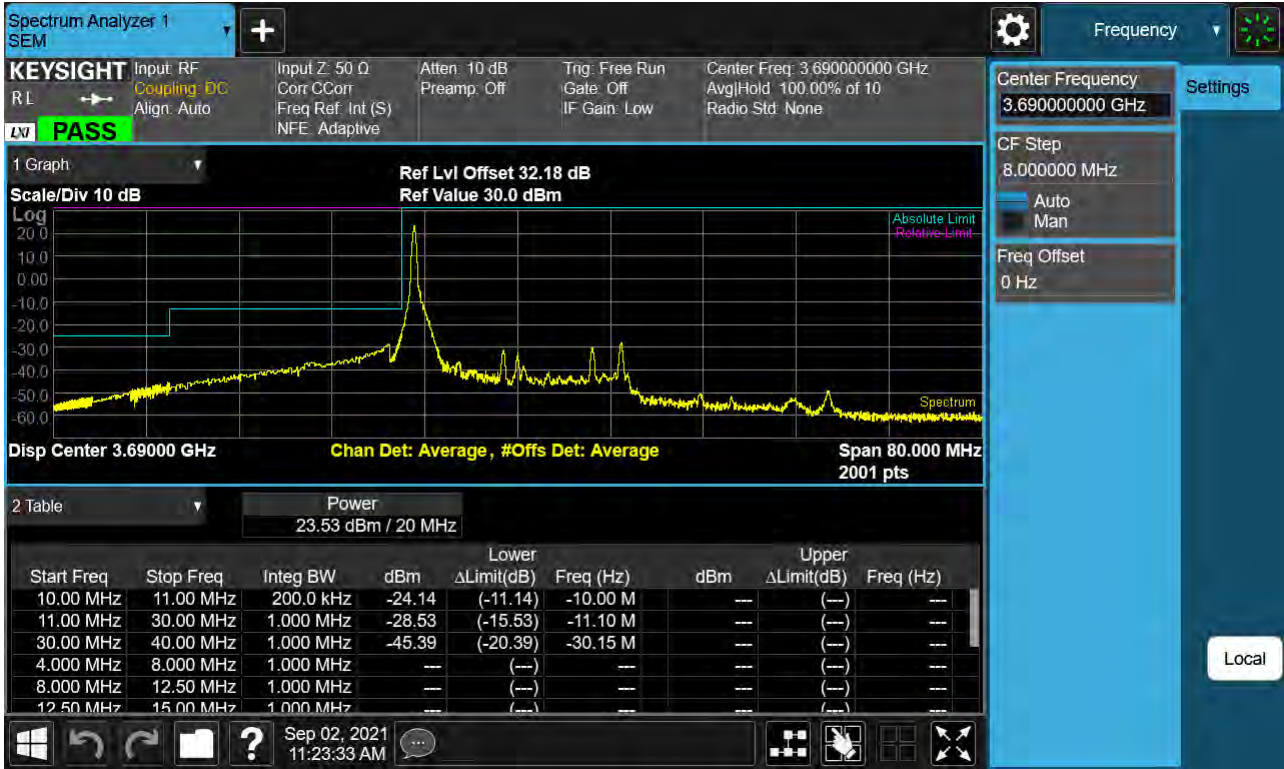 Spectrum Analyzer 1
SEM
Frequency
KEYSIGHT
R L
LXI
PASS
Input: RF
Coupling: DC
Align: Auto
Input Z: 50 Ω
Corr CCorr
Freq Ref: Int (S)
NFE: Adaptive
Atten: 10 dB
Preamp: Off
Trig: Free Run
Gate: Off
IF Gain: Low
Center Freq: 3.690000000 GHz
Avg|Hold: 100.00% of 10
Radio Std: None
Center Frequency
3.690000000 GHz
Settings
CF Step
8.000000 MHz
Auto
Man
Freq Offset
0 Hz
1 Graph
Scale/Div 10 dB
Ref Lvl Offset 32.18 dB
Ref Value 30.0 dBm
Log
20.0
10.0
0.00
-10.0
-20.0
-30.0
-40.0
-50.0
-60.0
Absolute Limit
Relative Limit
Spectrum
Disp Center 3.69000 GHz
Chan Det: Average , #Offs Det: Average
Span 80.000 MHz
2001 pts
2 Table
Power
23.53 dBm / 20 MHz
Lower Upper
Start Freq Stop Freq Integ BW dBm ΔLimit(dB) Freq (Hz) dBm ΔLimit(dB) Freq (Hz)
10.00 MHz 11.00 MHz 200.0 kHz -24.14 (-11.14) -10.00 M --- (---) ---
11.00 MHz 30.00 MHz 1.000 MHz -28.53 (-15.53) -11.10 M --- (---) ---
30.00 MHz 40.00 MHz 1.000 MHz -45.39 (-20.39) -30.15 M --- (---) ---
4.000 MHz 8.000 MHz 1.000 MHz --- (---) --- --- (---) ---
8.000 MHz 12.50 MHz 1.000 MHz --- (---) --- --- (---) ---
12.50 MHz 15.00 MHz 1.000 MHz --- (---) --- --- (---) ---
Local
?
Sep 02, 2021
11:23:33 AM